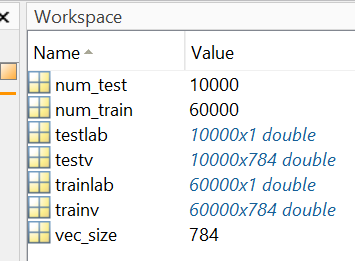 Workspace
Name Value
num_test 10000
num_train 60000
testlab 10000x1 double
testv 10000x784 double
trainlab 60000x1 double
trainv 60000x784 double
vec_size 784